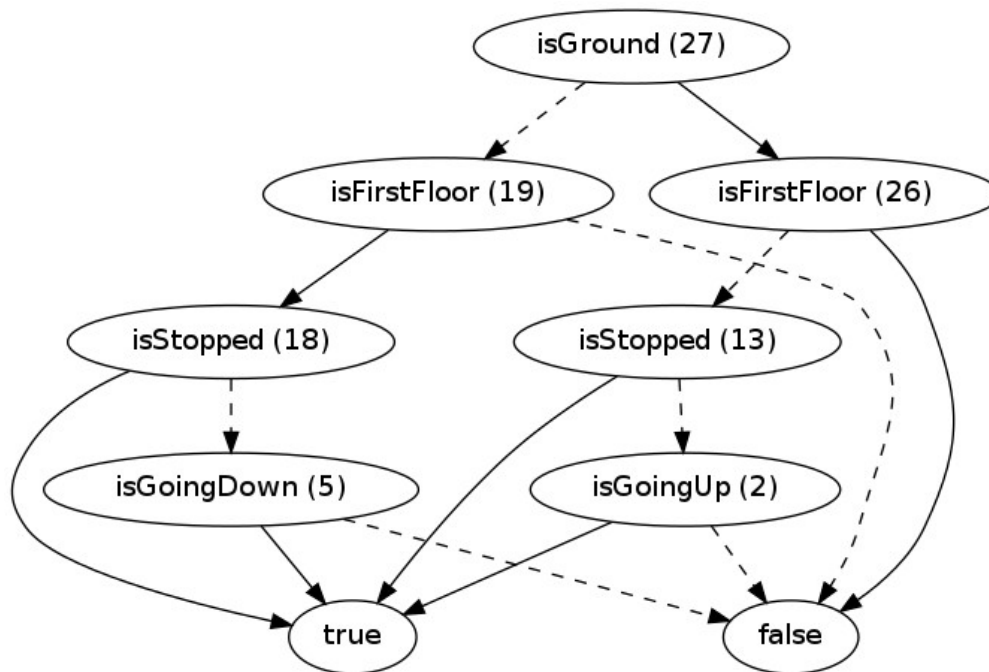 isGround (27)
isFirstFloor (19)
isFirstFloor (26)
isStopped (18)
isStopped (13)
isGoingDown (5)
isGoingUp (2)
true
false